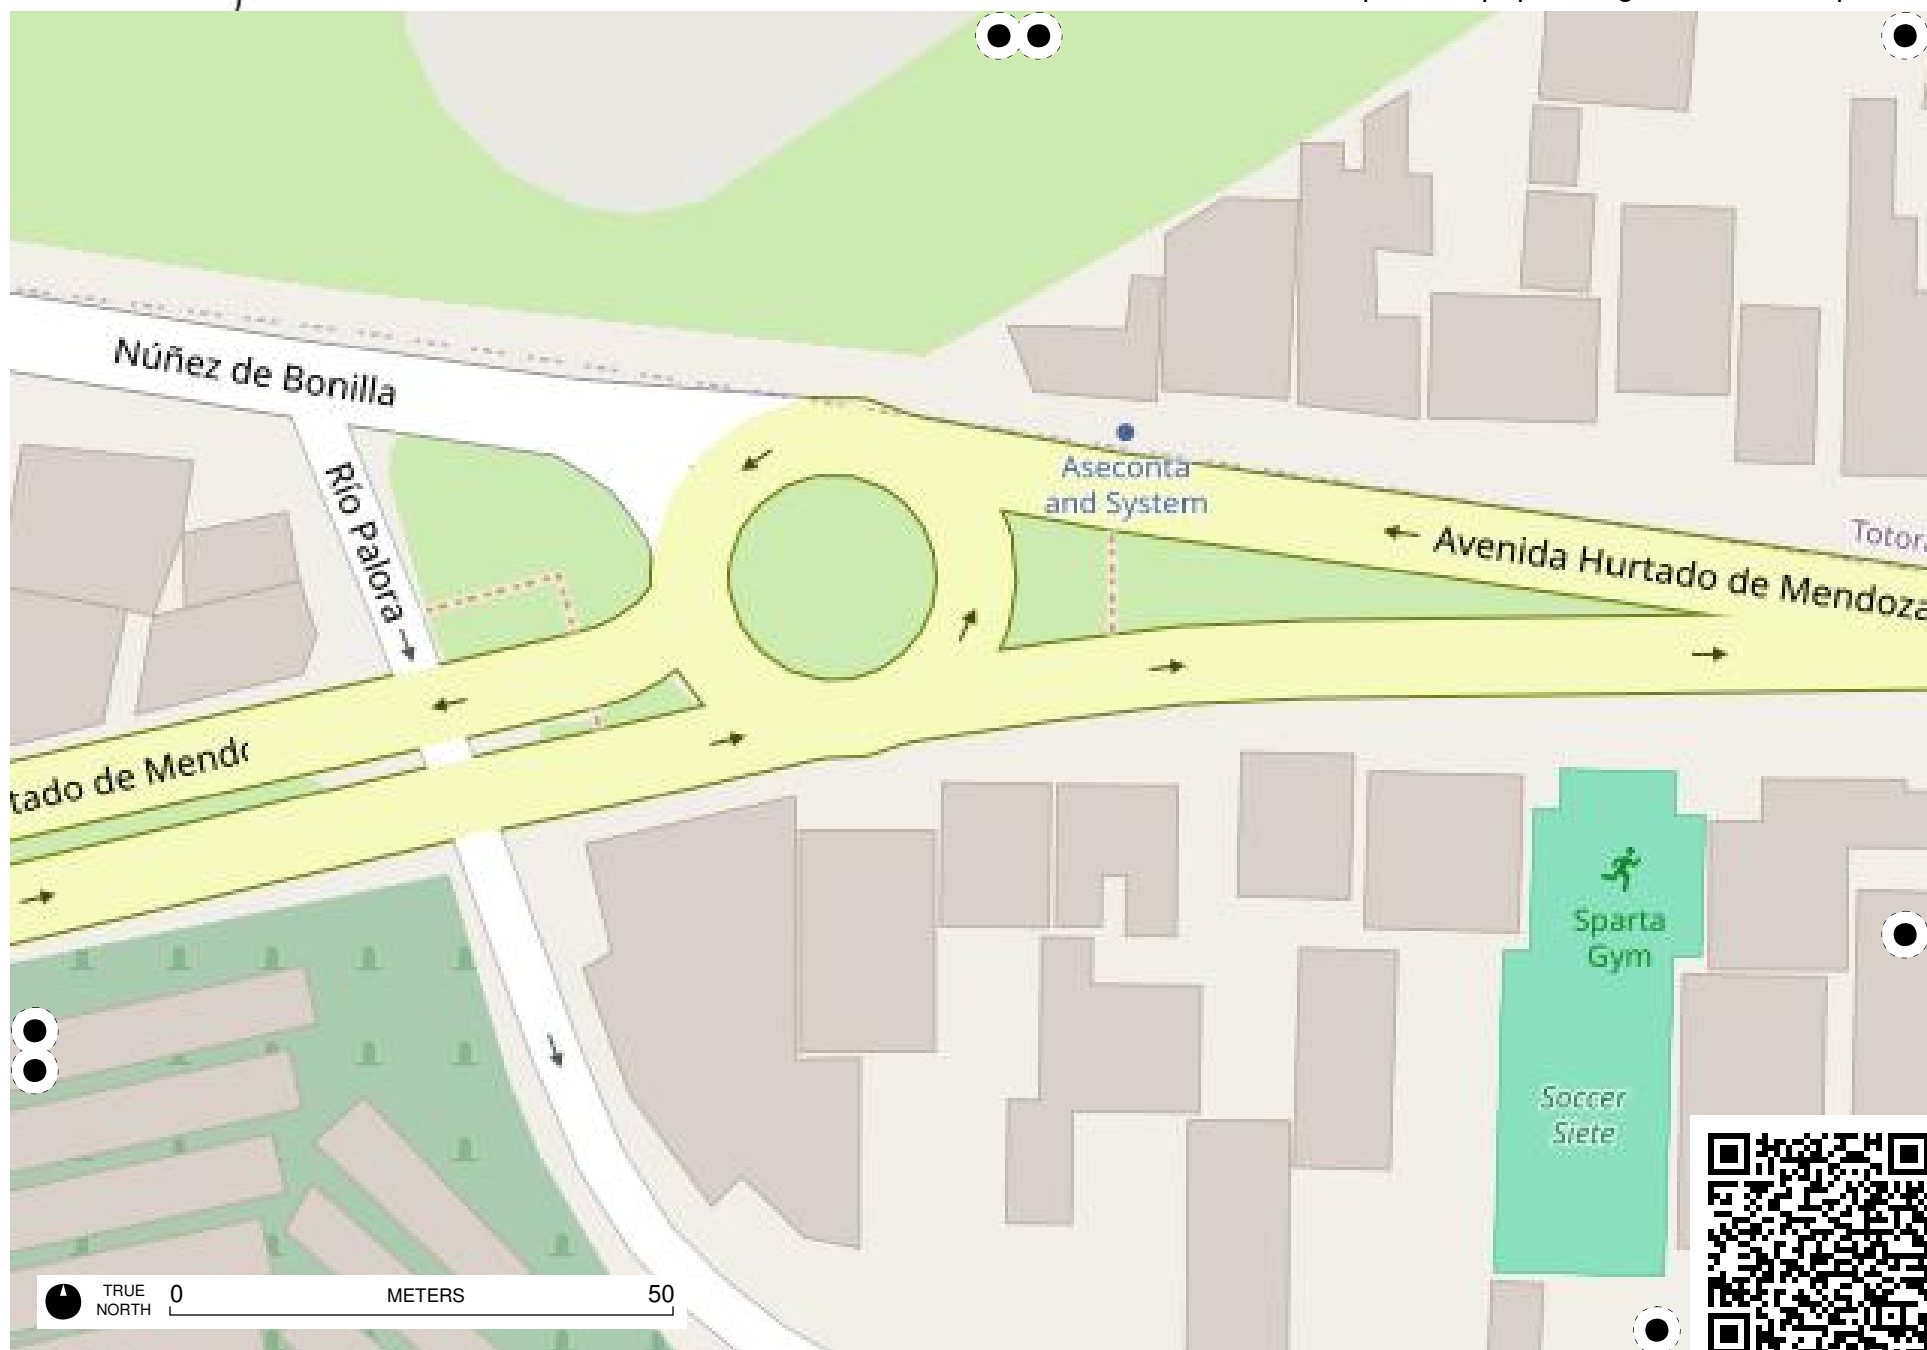 Núñez de Bonilla
Río Palora
Aseconta
and System
Avenida Hurtado de Mendoza
tado de Mend
Sparta
Gym
Soccer
Siete
TRUE
NORTH
0
METERS
50